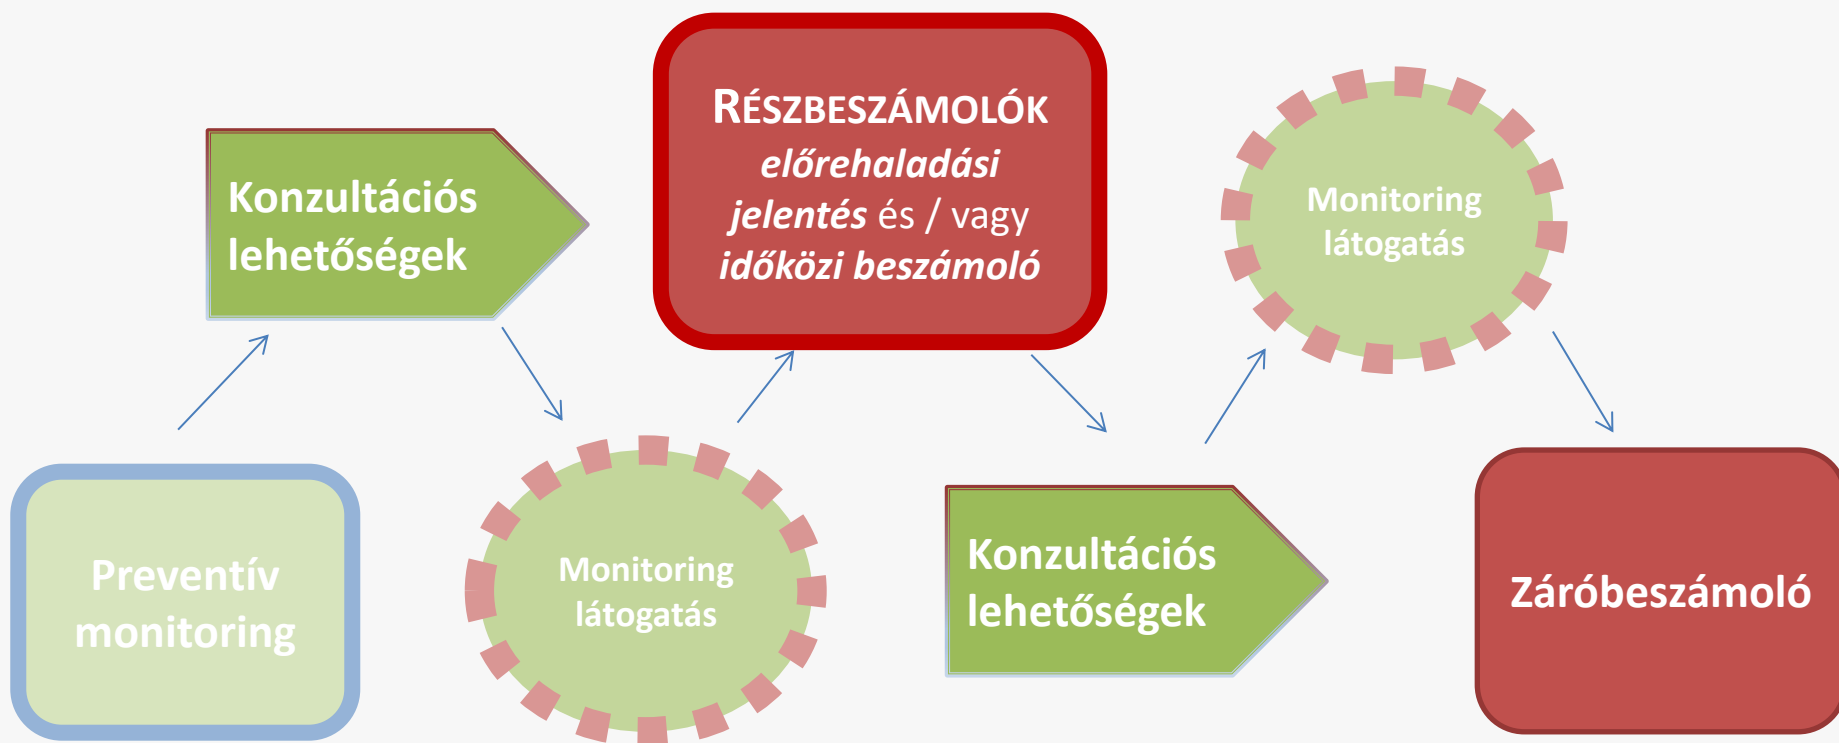 Preventív
monitoring
Konzultációs
lehetőségek
Monitoring
látogatás
RÉSZBESZÁMOLÓK
előrehaladási
jelentés és / vagy
időközi beszámoló
Konzultációs
lehetőségek
Monitoring
látogatás
Záróbeszámoló